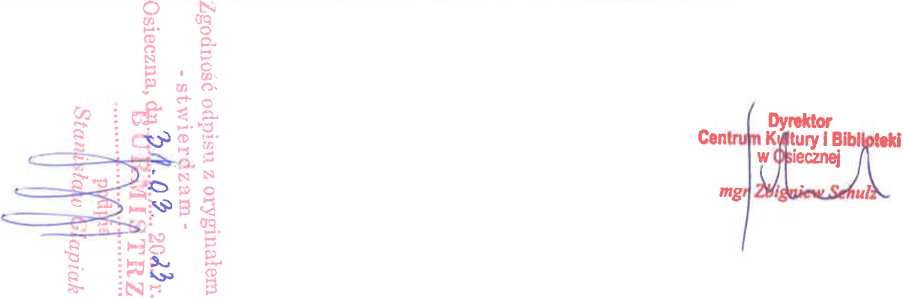 Zgodność odpisu z oryginałem
- stwierdzam -
Osieczna, dn. 31.03. 2023 r.
BURMISTRZ
Stanisław Glapiak
Dyrektor
Centrum Kultury i Biblioteki
w Osiecznej
mgr Zbigniew Schulz